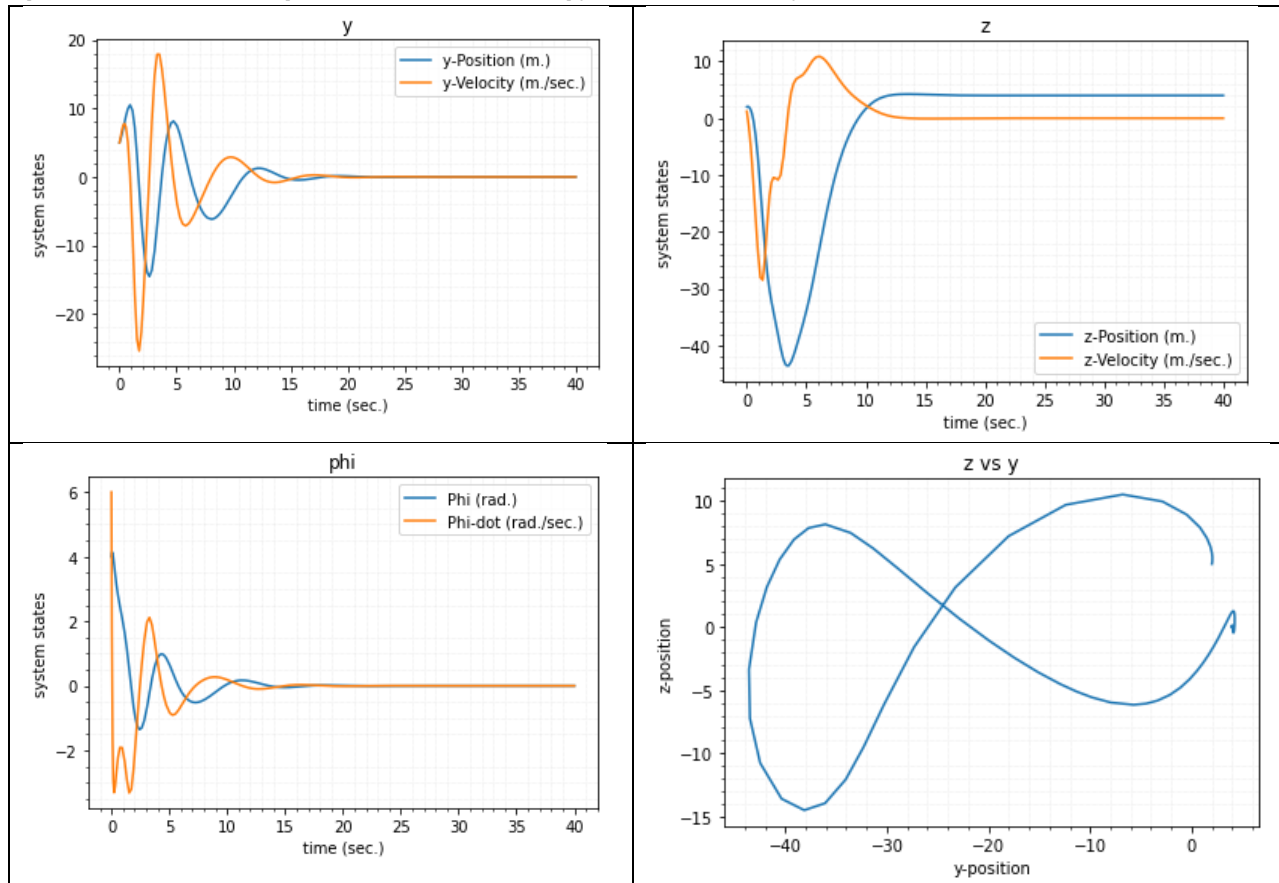 y
20
10
0
−10
−20
system states
y-Position (m.)
y-Velocity (m./sec.)
0 5 10 15 20 25 30 35 40
time (sec.)
z
10
0
−10
−20
−30
−40
system states
z-Position (m.)
z-Velocity (m./sec.)
0 5 10 15 20 25 30 35 40
time (sec.)
phi
6
4
2
0
−2
system states
Phi (rad.)
Phi-dot (rad./sec.)
0 5 10 15 20 25 30 35 40
time (sec.)
z vs y
10
5
0
−5
−10
−15
z-position
−40 −30 −20 −10 0
y-position